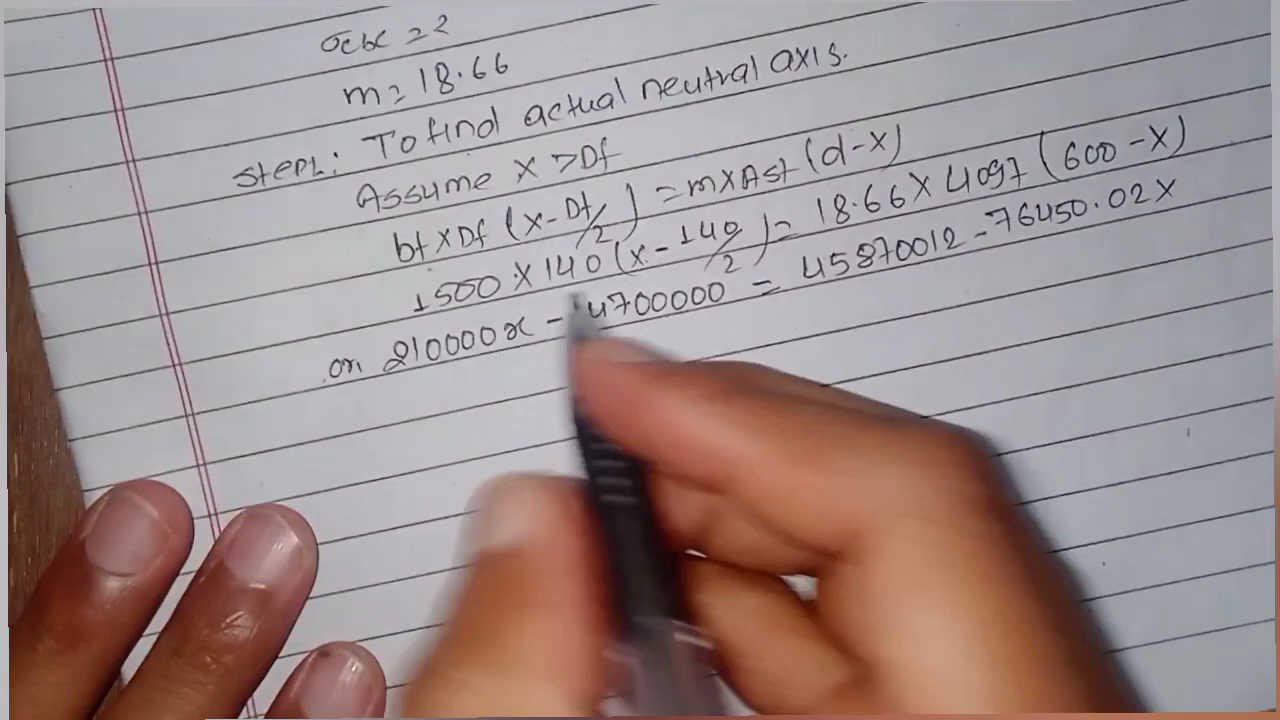 σcbc = 2
m = 18.66
Step1: To find actual neutral axis.
Assume x > Df
bf x Df (x - Df/2) = m x Ast (d - x)
1500 x 140 (x - 140/2) = 18.66 x 4097 (600 - x)
or 210000x - 14700000 = 45870012 - 76450.02 x